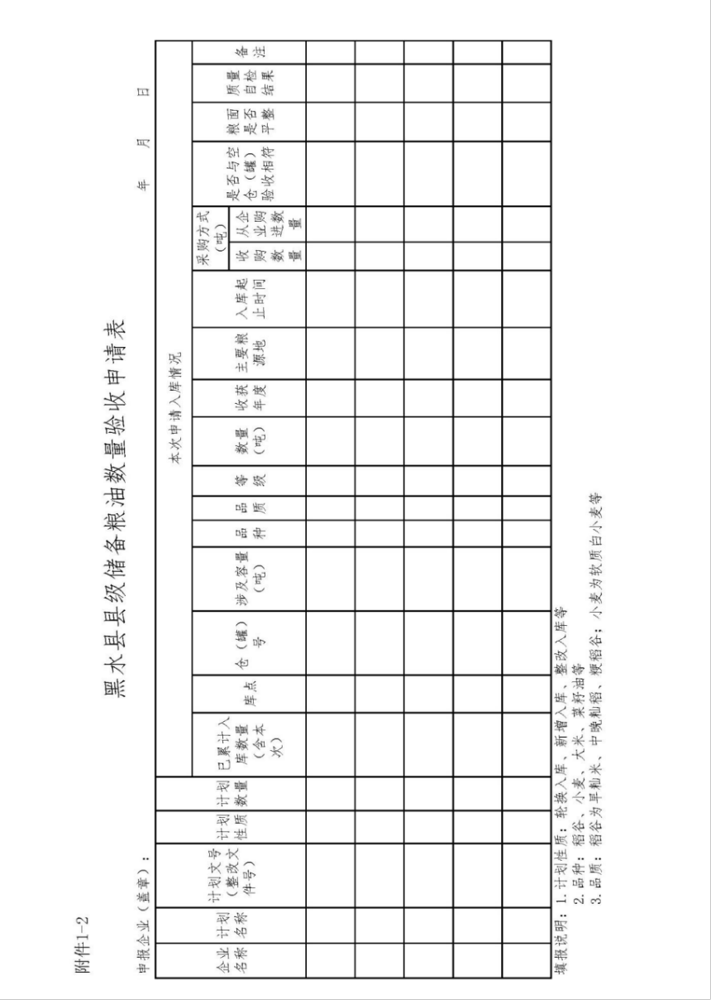 附件1-2
黑水县县级储备粮油数量验收申请表
申报企业（盖章）： 年 月 日
企业
名称
计划
名称
计划文号
（整改文
件号）
计划
性质
计划
数量
本次申请入库情况
已累计入
库数量
（含本
次）
库点
仓（罐）
号
涉及容量
（吨）
品
种
品
质
等
级
数量
（吨）
收获
年度
主要粮
源地
入库起
止时间
采购方式
（吨）
收
购
数
量
从企
业购
进数
量
是否与空
仓（罐）
验收相符
粮面
是否
平整
质量
自检
结果
备
注
填报说明：1.计划性质：轮换入库、新增入库、整改入库等
2.品种：稻谷、小麦、大米、菜籽油等
3.品质：稻谷为早籼米、中晚籼稻、粳稻谷；小麦为软质白小麦等